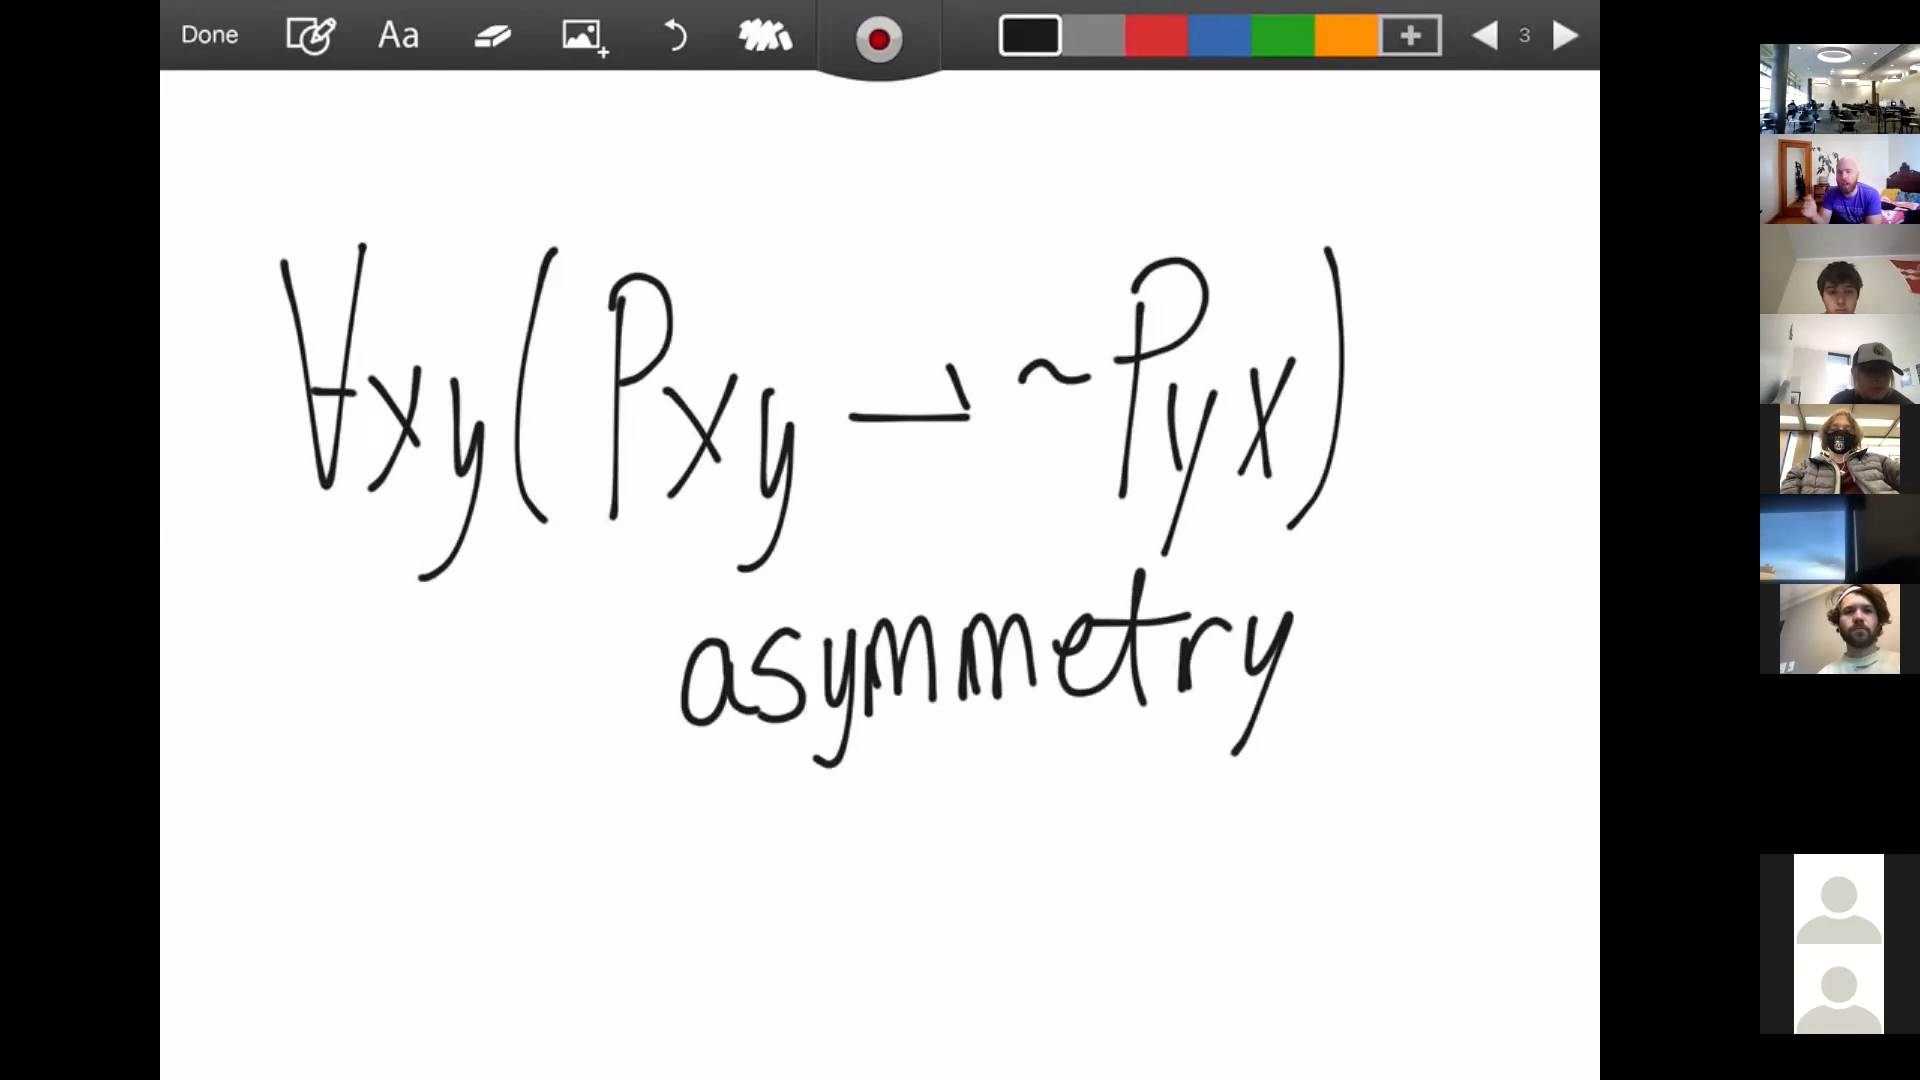 Done Aa 3
∀xy(Pxy → ~Pyx)
asymmetry